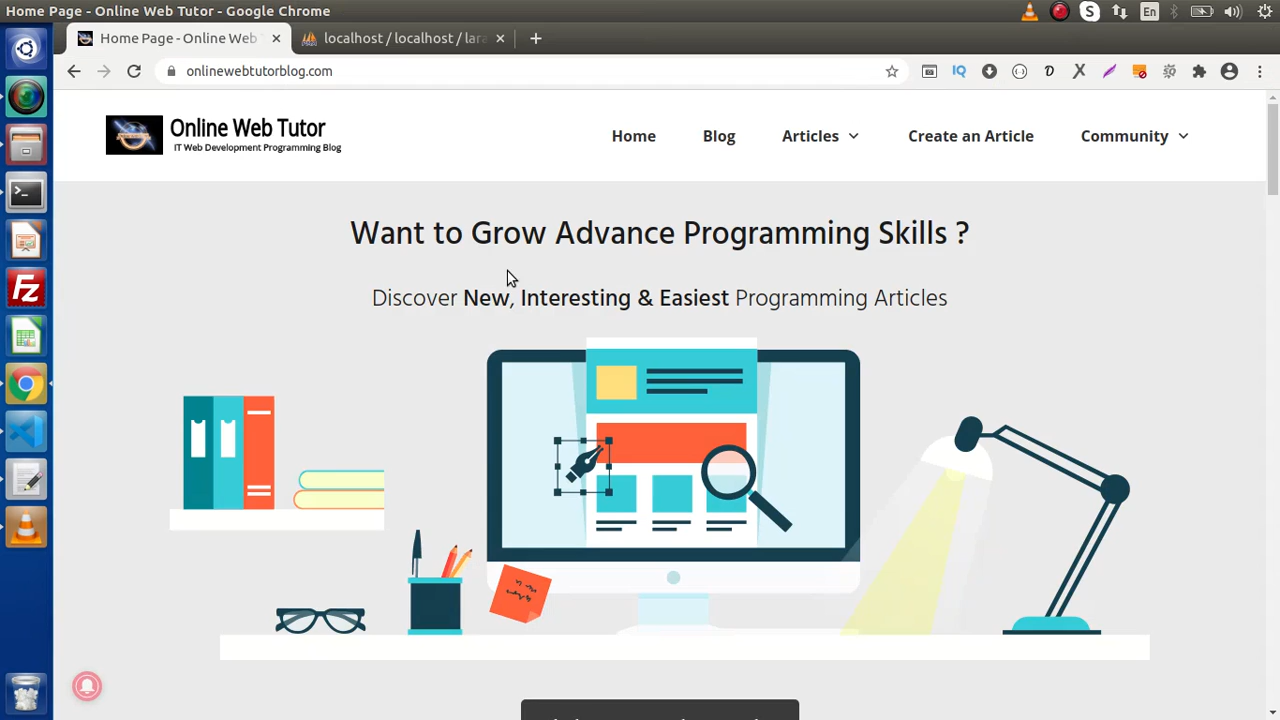 Home Page - Online Web Tutor - Google Chrome
En
Home Page - Online Web
localhost / localhost / lara
onlinewebtutorblog.com
IQ
Online Web Tutor
IT Web Development Programming Blog
Home
Blog
Articles
Create an Article
Community
Want to Grow Advance Programming Skills ?
Discover New, Interesting & Easiest Programming Articles